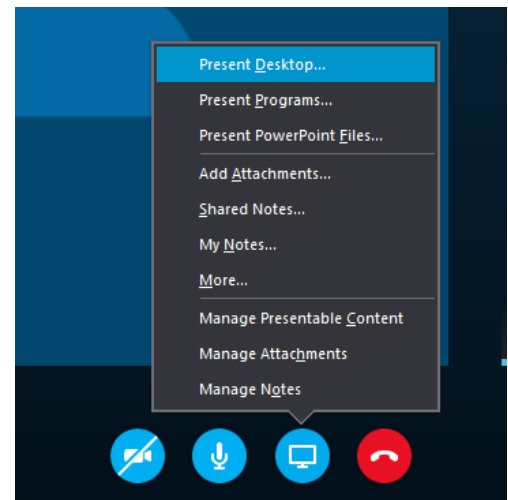 Present Desktop...
Present Programs...
Present PowerPoint Files...
Add Attachments...
Shared Notes...
My Notes...
More...
Manage Presentable Content
Manage Attachments
Manage Notes